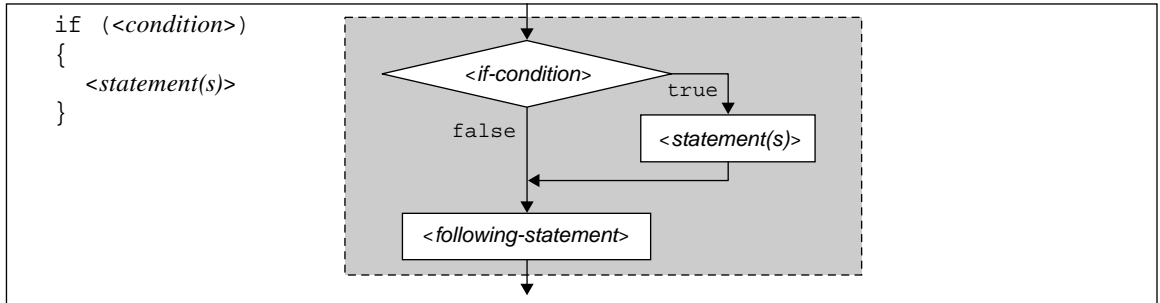 if (<condition>)
{
<statement(s)>
}
<if-condition>
true
false
<statement(s)>
<following-statement>